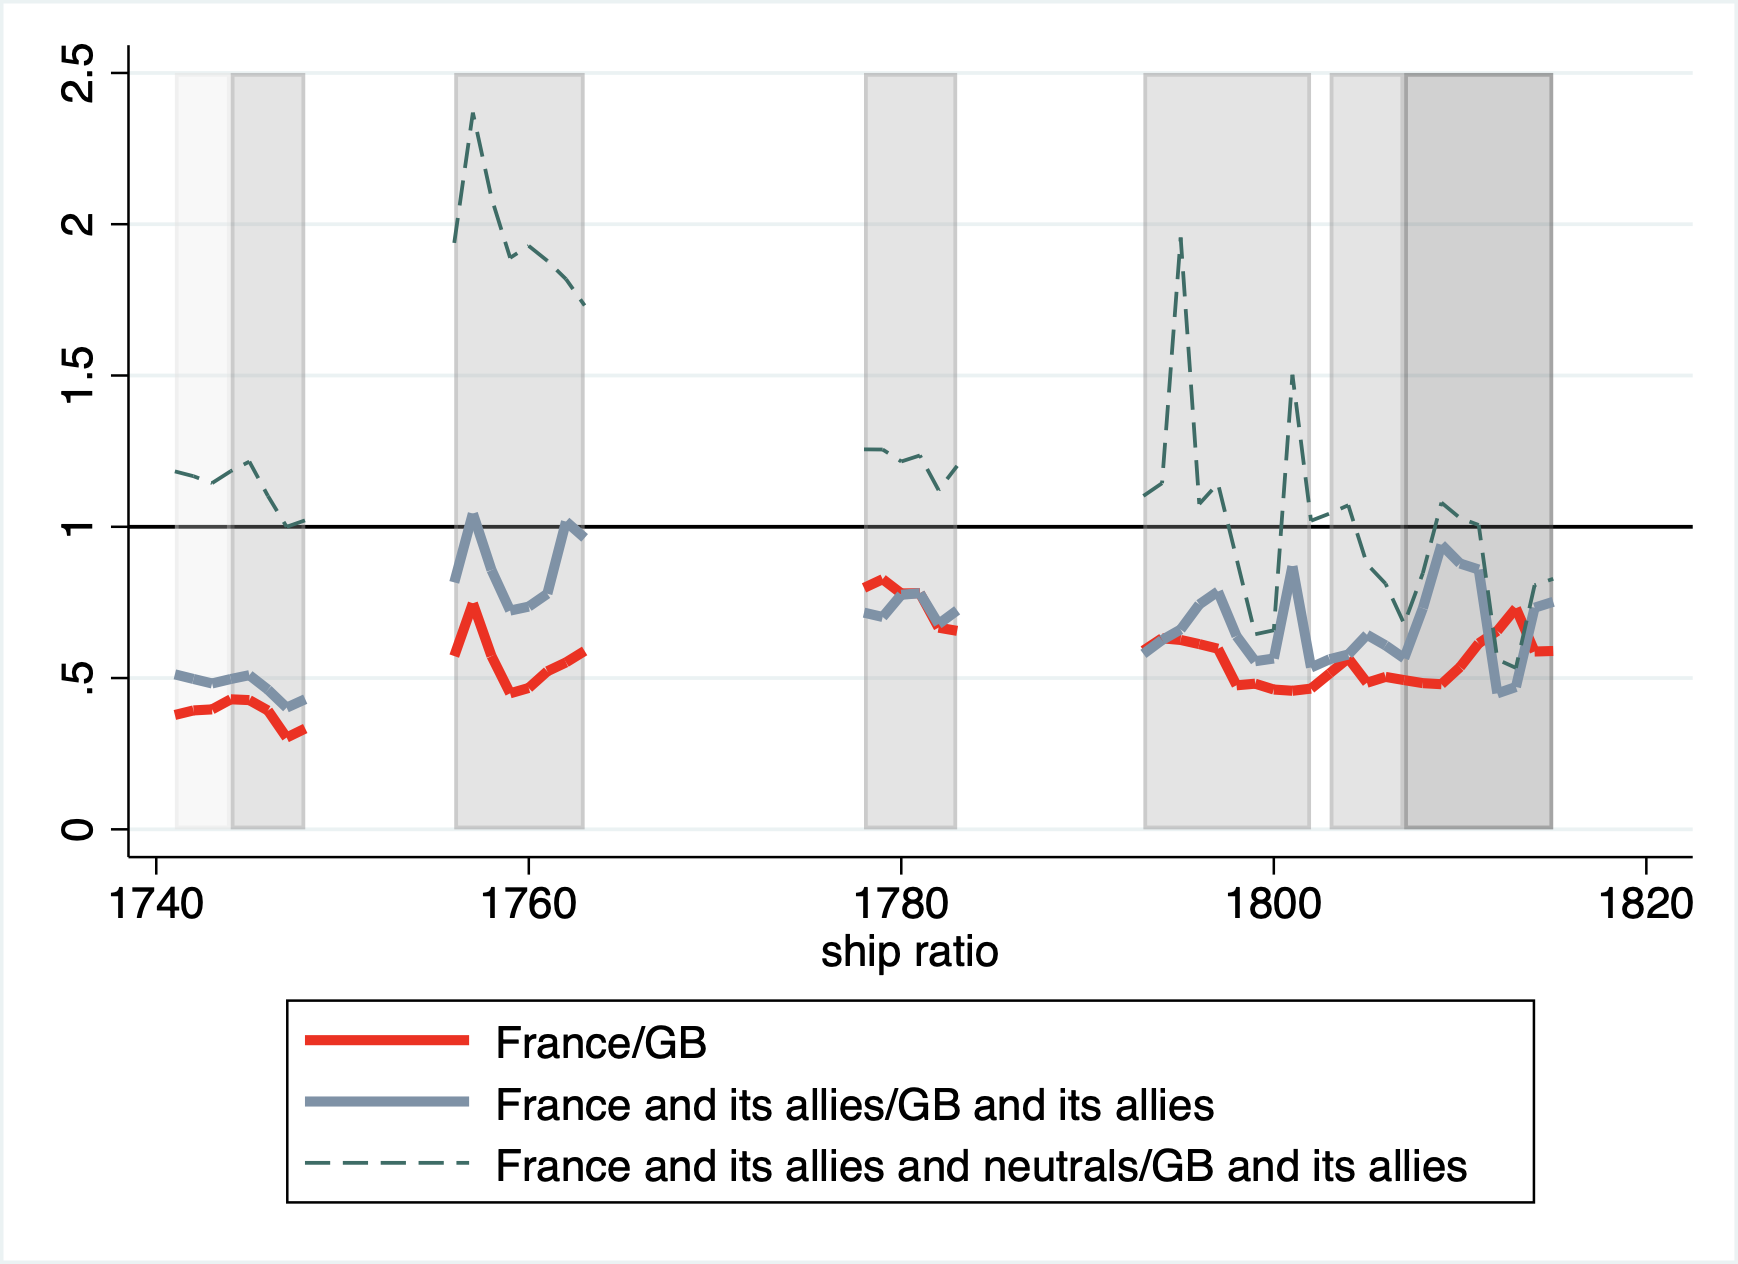 2.5
2
1.5
1
.5
0
1740 1760 1780 1800 1820
ship ratio
France/GB
France and its allies/GB and its allies
France and its allies and neutrals/GB and its allies